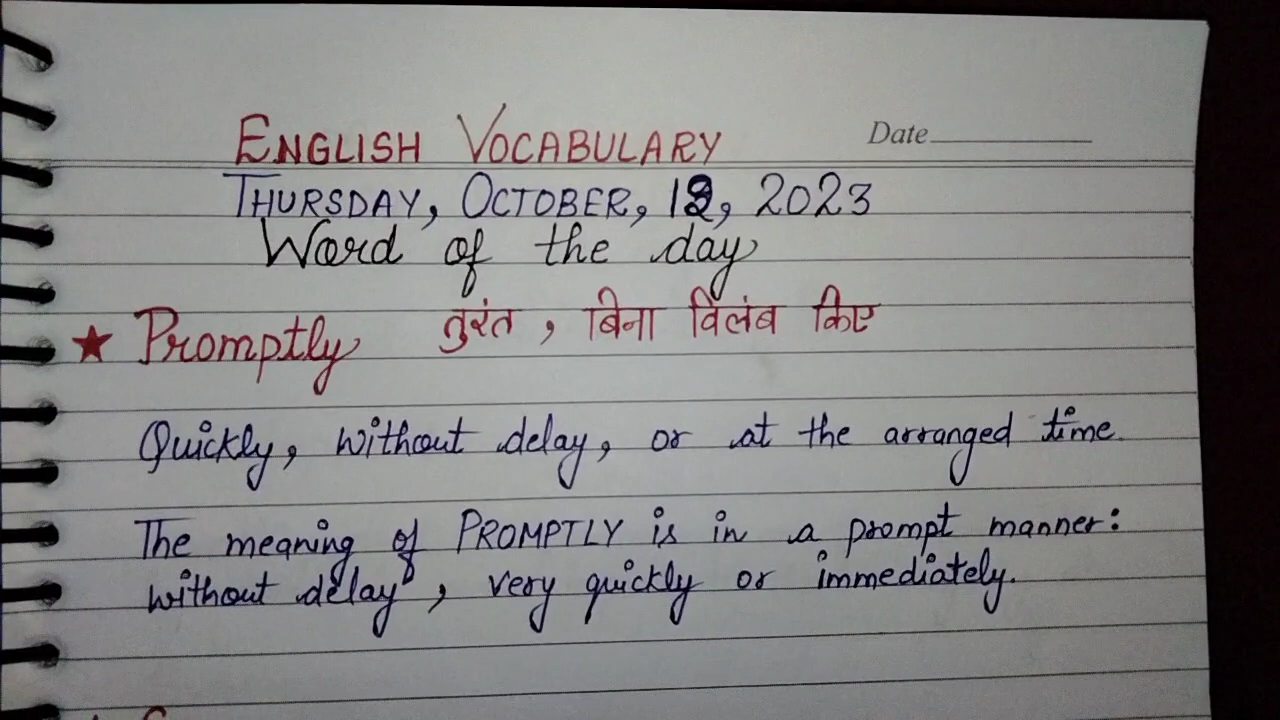 ENGLISH VOCABULARY
Date
THURSDAY, OCTOBER, 12, 2023
Word of the day
★ Promptly तुरंत, बिना विलंब किए
Quickly, without delay, or at the arranged time.
The meaning of PROMPTLY is in a prompt manner:
without delay, very quickly or immediately.